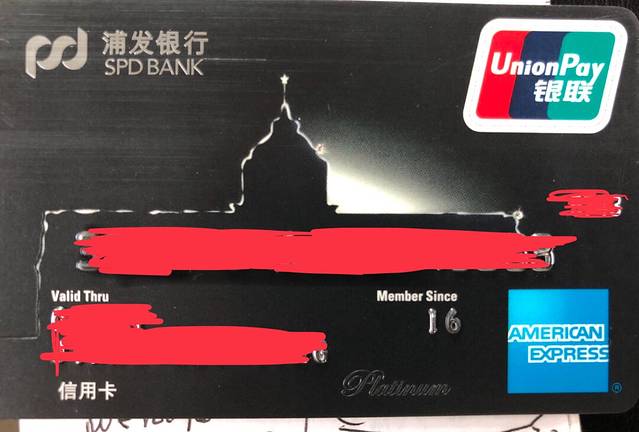 浦发银行
SPD BANK
UnionPay
银联
Valid Thru
Member Since
16
AMERICAN
EXPRESS
®
信用卡
Platinum